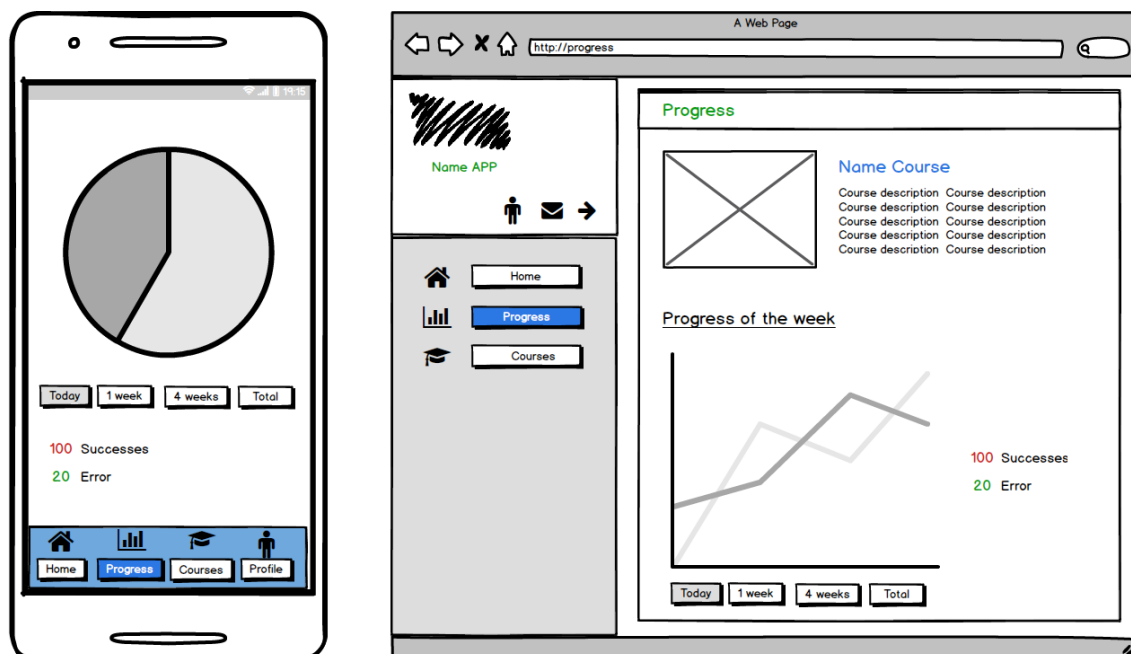 19:15
Today 1 week 4 weeks Total
100 Successes
20 Error
Home Progress Courses Profile
A Web Page
http://progress
Name APP
Home
Progress
Courses
Progress
Name Course
Course description Course description
Course description Course description
Course description Course description
Course description Course description
Course description Course description
Progress of the week
100 Successes
20 Error
Today 1 week 4 weeks Total